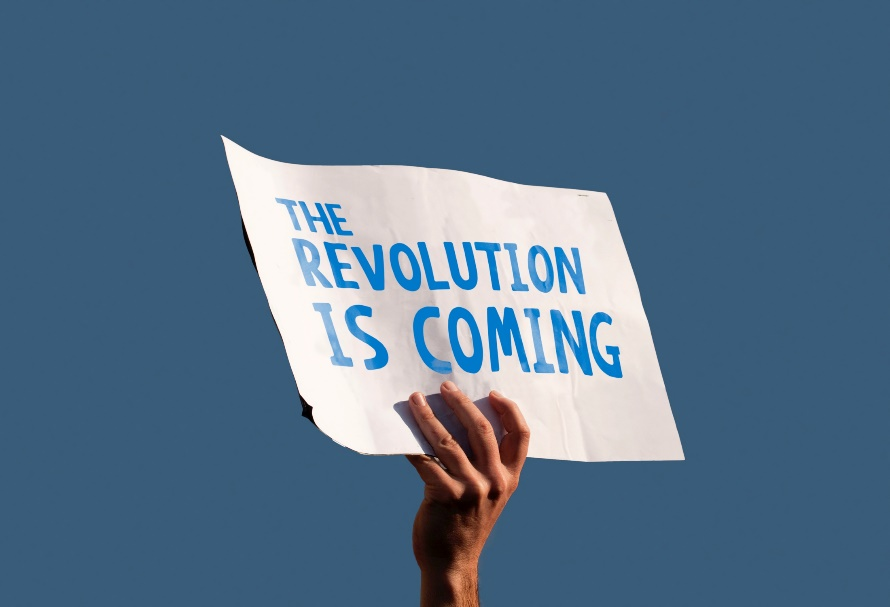 THE
REVOLUTION
IS COMING